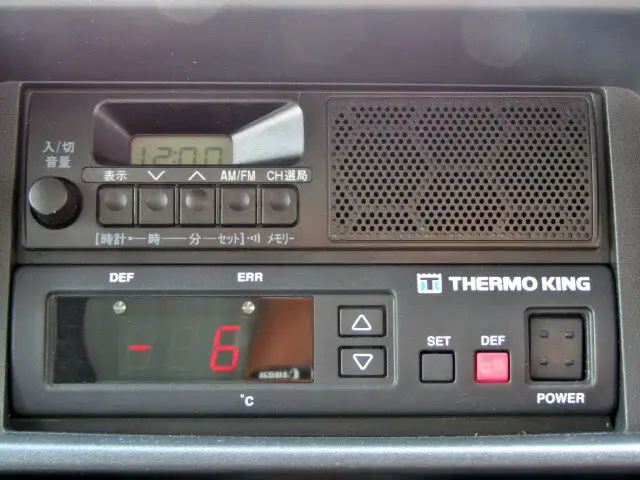 入/切
音量
12:00
表示 AM/FM CH選局
[時計•—時—分—セット] メモリー
DEF ERR
THERMO KING
- 6
°C
SET DEF
POWER